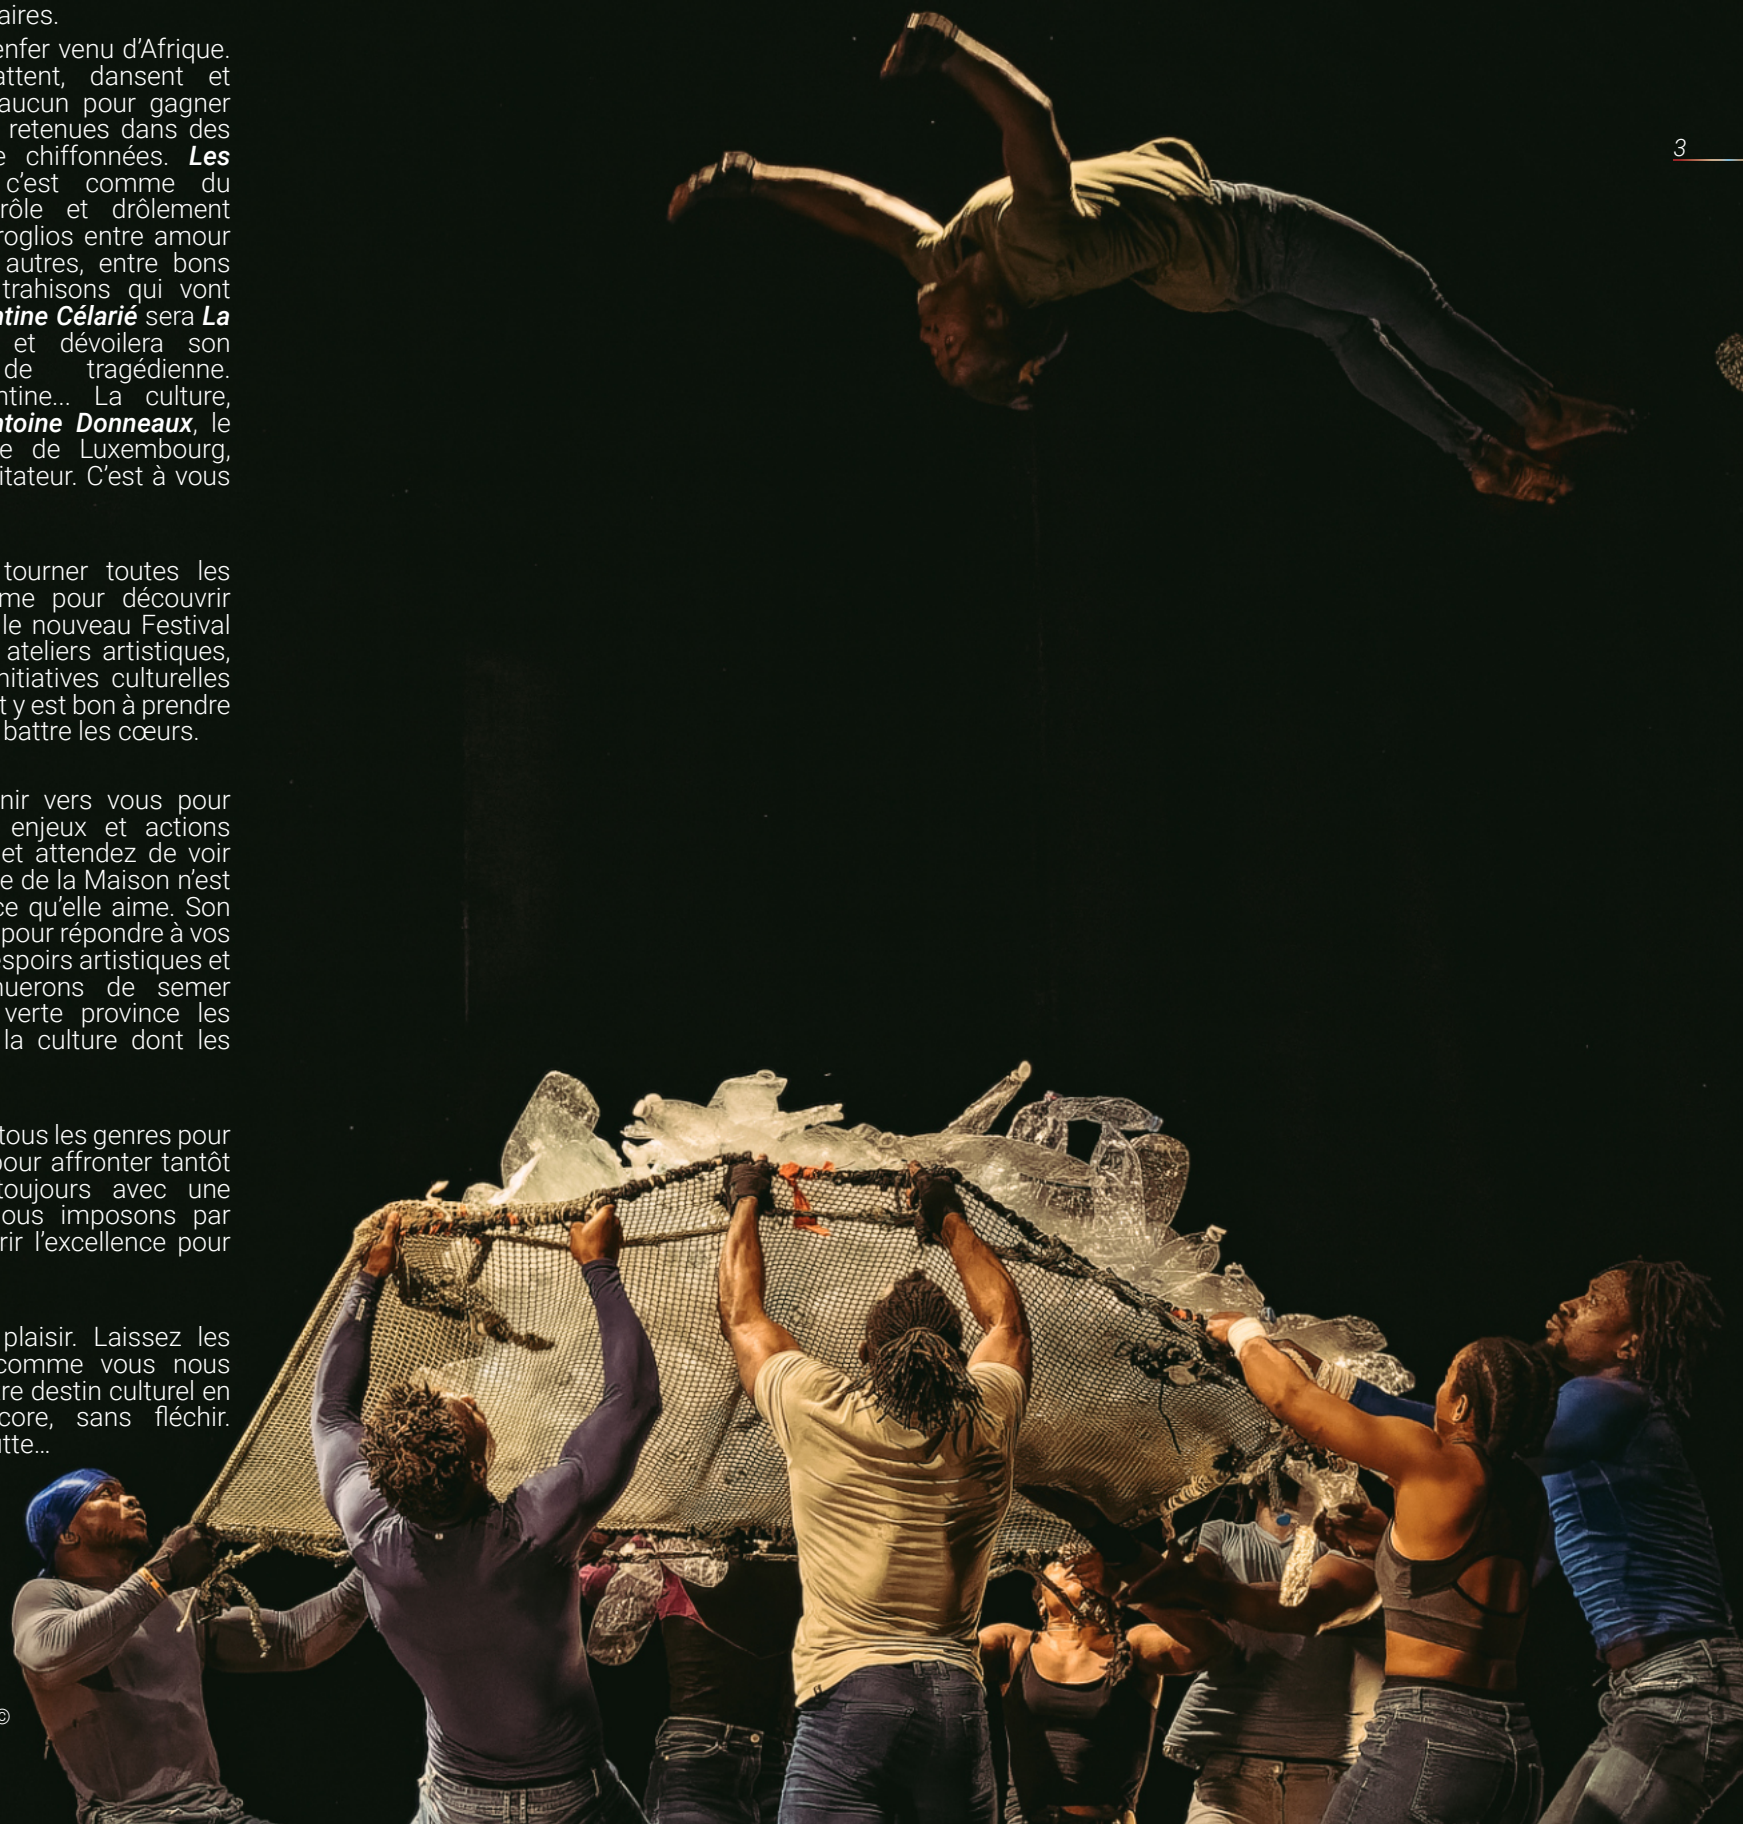 aires.
enfer venu d'Afrique.
attent, dansent et
aucun pour gagner
retenues dans des
e chiffonnées. Les
c'est comme du
rôle et drôlement
roglios entre amour
autres, entre bons
trahisons qui vont
ntine Célarié sera La
et dévoilera son
de tragédienne.
ntine... La culture,
ntoine Donneaux, le
e de Luxembourg,
itateur. C'est à vous
tourner toutes les
me pour découvrir
le nouveau Festival
ateliers artistiques,
nitiatives culturelles
t y est bon à prendre
battre les cœurs.
nir vers vous pour
enjeux et actions
et attendez de voir
e de la Maison n'est
ce qu'elle aime. Son
pour répondre à vos
espoirs artistiques et
nuerons de semer
verte province les
la culture dont les
tous les genres pour
pour affronter tantôt
toujours avec une
ous imposons par
rir l'excellence pour
plaisir. Laissez les
comme vous nous
re destin culturel en
core, sans fléchir.
utte...
©
3